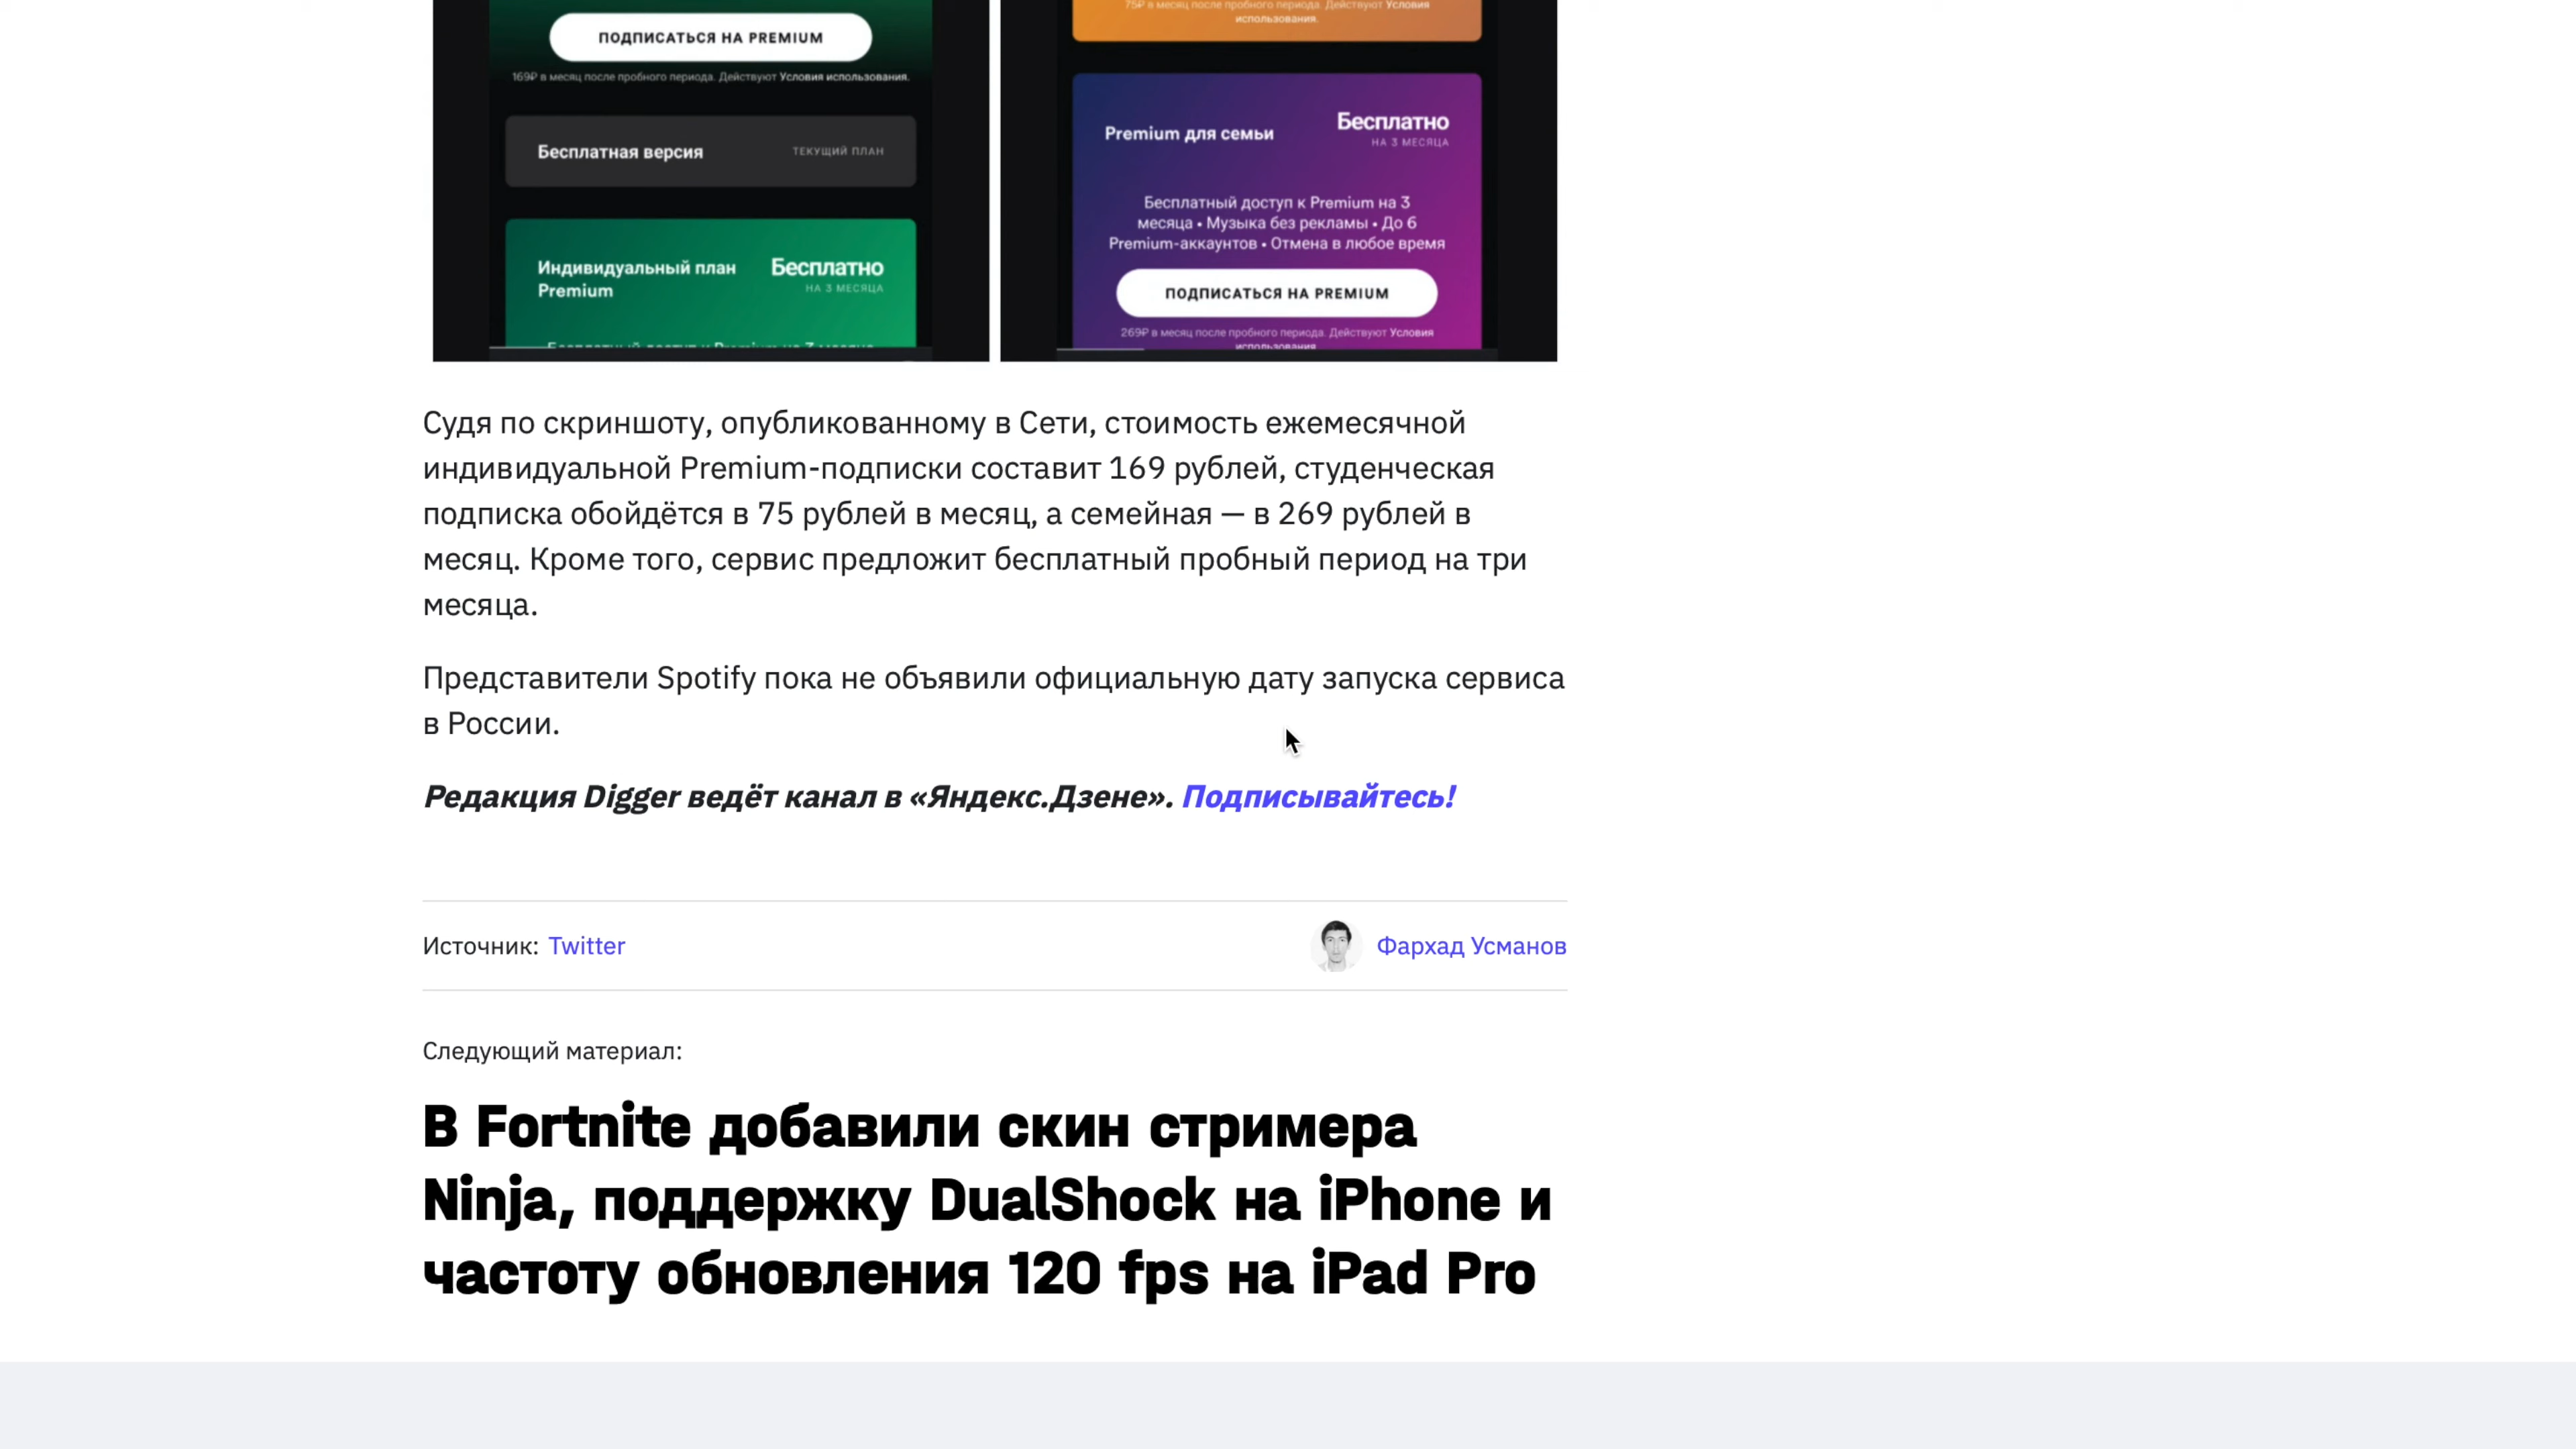 ПОДПИСАТЬСЯ НА PREMIUM
169₽ в месяц после пробного периода. Действуют Условия использования.
Бесплатная версия
ТЕКУЩИЙ ПЛАН
Индивидуальный план
Premium
Бесплатно
НА 3 МЕСЯЦА
Бесплатный доступ к Premium на 3 месяца
75₽ в месяц после пробного периода. Действуют Условия
использования.
Premium для семьи
Бесплатно
НА 3 МЕСЯЦА
Бесплатный доступ к Premium на 3
месяца • Музыка без рекламы • До 6
Premium-аккаунтов • Отмена в любое время
ПОДПИСАТЬСЯ НА PREMIUM
269₽ в месяц после пробного периода. Действуют Условия
использования
Судя по скриншоту, опубликованному в Сети, стоимость ежемесячной
индивидуальной Premium-подписки составит 169 рублей, студенческая
подписка обойдётся в 75 рублей в месяц, а семейная — в 269 рублей в
месяц. Кроме того, сервис предложит бесплатный пробный период на три
месяца.
Представители Spotify пока не объявили официальную дату запуска сервиса
в России.
Редакция Digger ведёт канал в «Яндекс.Дзене». Подписывайтесь!
Источник: Twitter
Фархад Усманов
Следующий материал:
В Fortnite добавили скин стримера
Ninja, поддержку DualShock на iPhone и
частоту обновления 120 fps на iPad Pro